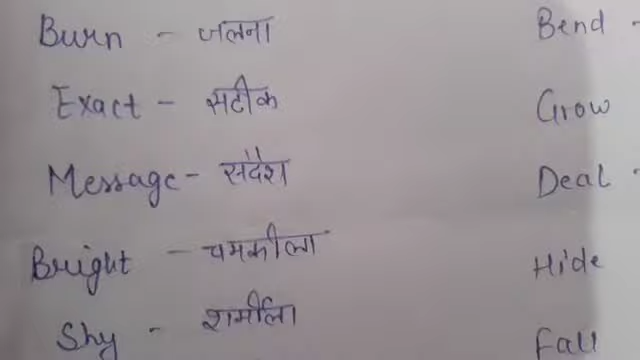 Burn - जलना
Bend -
Exact - सटीक
Grow
Message - संदेश
Deal -
Bright - चमकीला
Hide
Shy - शर्मीला
Fall